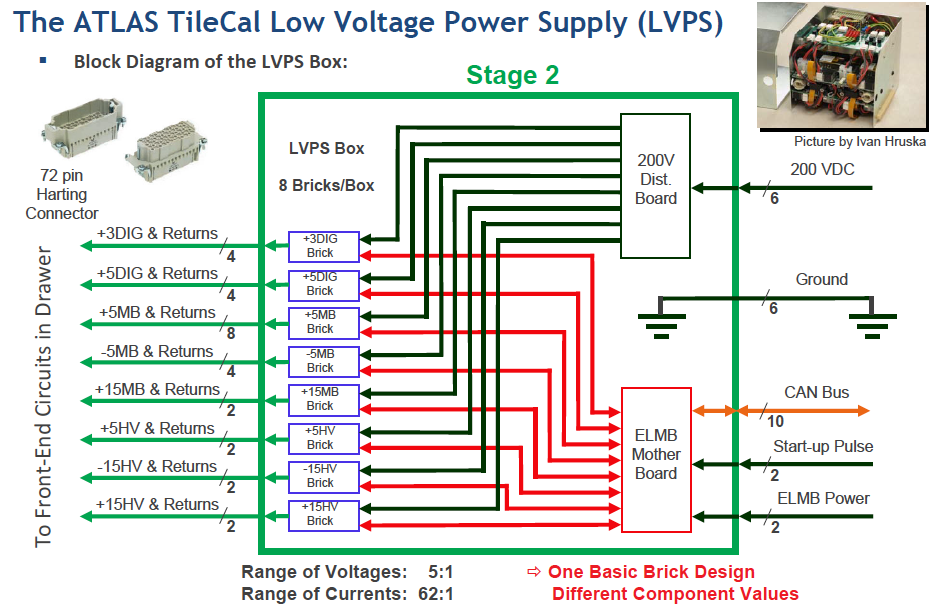 The ATLAS TileCal Low Voltage Power Supply (LVPS)
▪ Block Diagram of the LVPS Box:
Stage 2
Picture by Ivan Hruska
72 pin
Harting
Connector
LVPS Box
8 Bricks/Box
200V
Dist.
Board
200 VDC
6
Ground
6
To Front-End Circuits in Drawer
+3DIG & Returns
4
+3DIG
Brick
+5DIG & Returns
4
+5DIG
Brick
+5MB & Returns
8
+5MB
Brick
-5MB & Returns
4
-5MB
Brick
+15MB & Returns
2
+15MB
Brick
+5HV & Returns
2
+5HV
Brick
-15HV & Returns
2
-15HV
Brick
+15HV & Returns
2
+15HV
Brick
ELMB
Mother
Board
CAN Bus
10
Start-up Pulse
2
ELMB Power
2
Range of Voltages: 5:1
Range of Currents: 62:1
⇨ One Basic Brick Design
Different Component Values